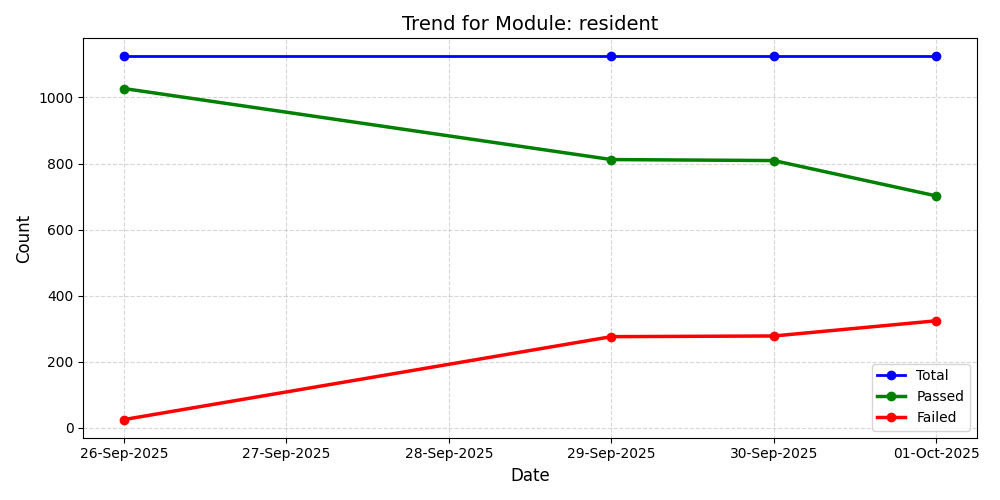 Trend for Module: resident
Count
1000
800
600
400
200
0
Total
Passed
Failed
26-Sep-2025
27-Sep-2025
28-Sep-2025
29-Sep-2025
30-Sep-2025
01-Oct-2025
Date